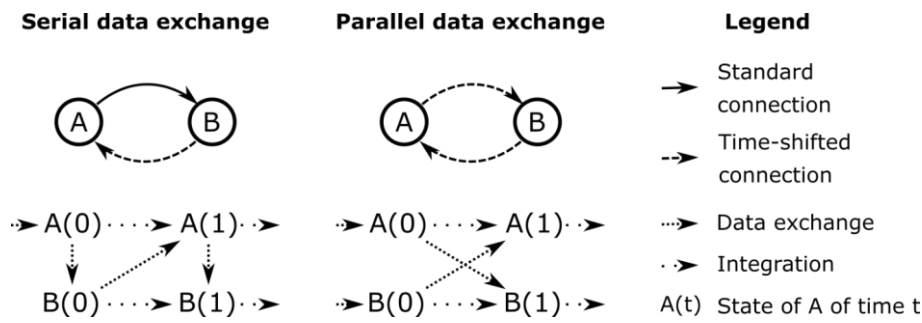 Serial data exchange
Parallel data exchange
Legend
A
B
A
B
Standard
connection
Time-shifted
connection
A(0)
A(1)
A(0)
A(1)
Data exchange
Integration
B(0)
B(1)
B(0)
B(1)
A(t) State of A of time t